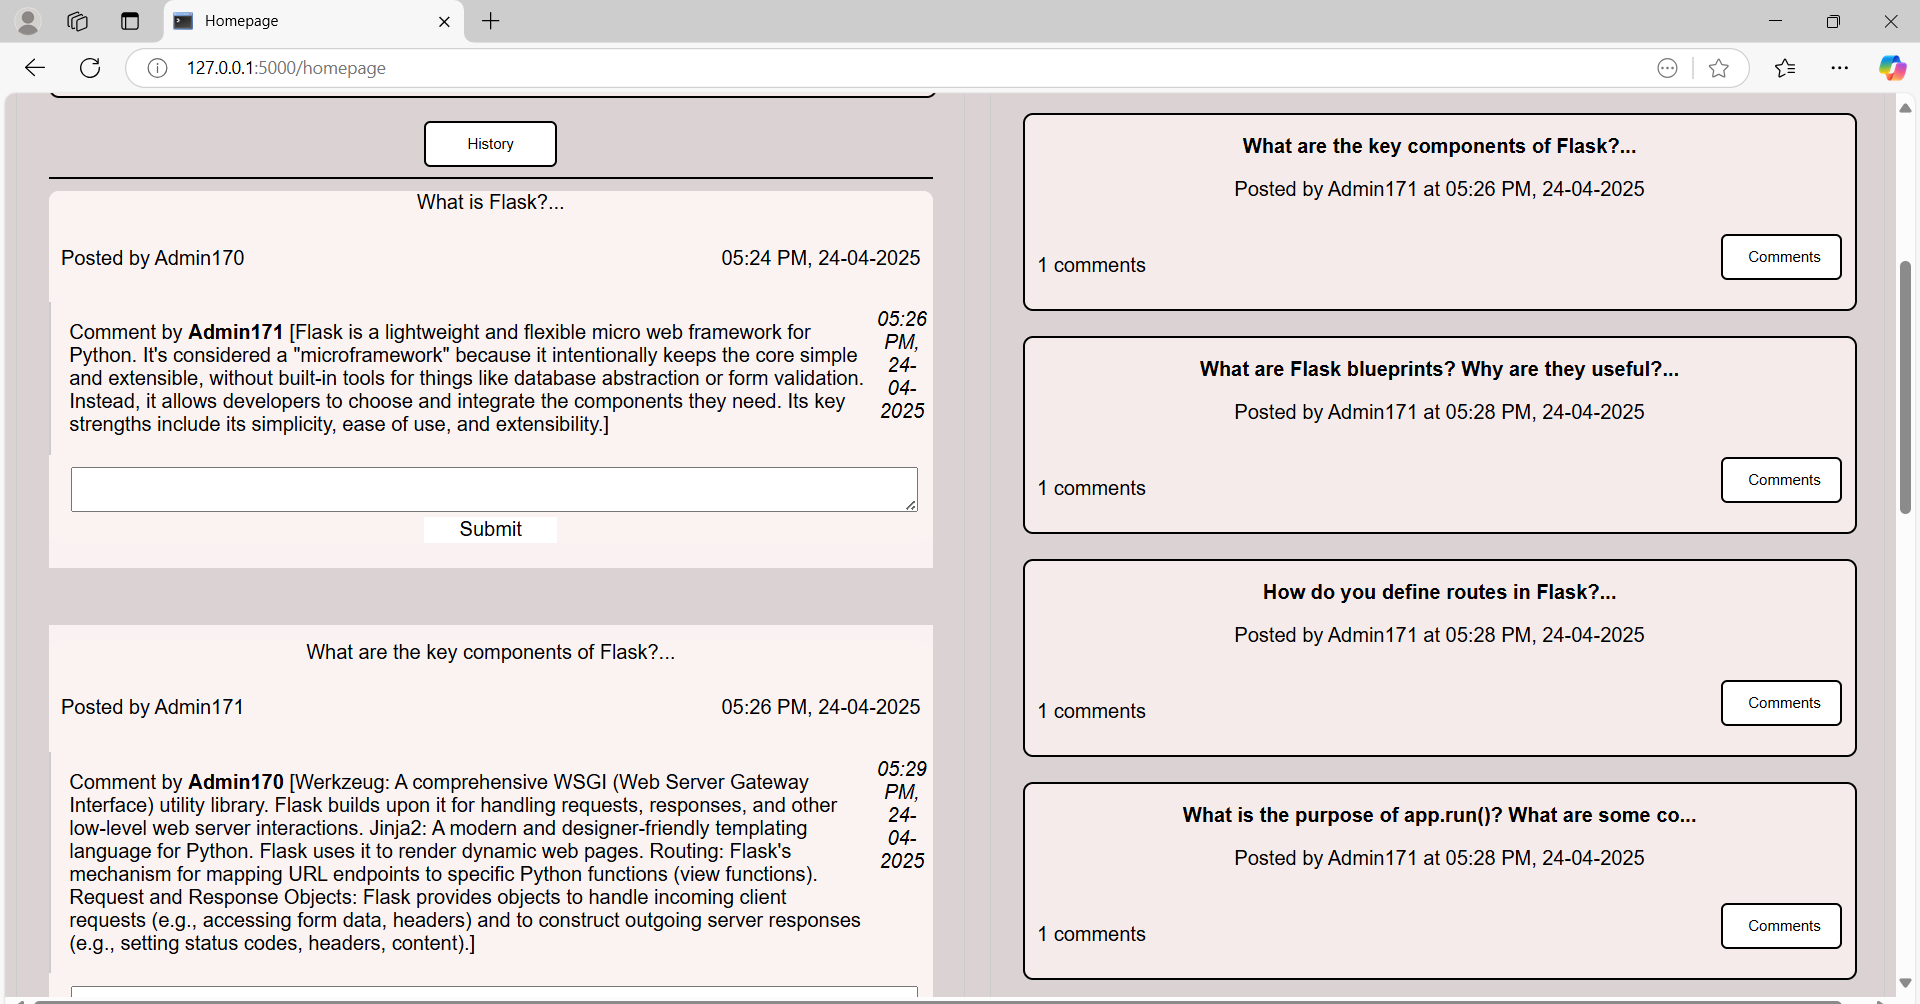 Homepage
127.0.0.1:5000/homepage
History
What is Flask?...
Posted by Admin170
05:24 PM, 24-04-2025
Comment by Admin171 [Flask is a lightweight and flexible micro web framework for
Python. It's considered a "microframework" because it intentionally keeps the core simple
and extensible, without built-in tools for things like database abstraction or form validation.
Instead, it allows developers to choose and integrate the components they need. Its key
strengths include its simplicity, ease of use, and extensibility.]
05:26
PM,
24-
04-
2025
Submit
What are the key components of Flask?...
Posted by Admin171
05:26 PM, 24-04-2025
Comment by Admin170 [Werkzeug: A comprehensive WSGI (Web Server Gateway
Interface) utility library. Flask builds upon it for handling requests, responses, and other
low-level web server interactions. Jinja2: A modern and designer-friendly templating
language for Python. Flask uses it to render dynamic web pages. Routing: Flask's
mechanism for mapping URL endpoints to specific Python functions (view functions).
Request and Response Objects: Flask provides objects to handle incoming client
requests (e.g., accessing form data, headers) and to construct outgoing server responses
(e.g., setting status codes, headers, content).]
05:29
PM,
24-
04-
2025
What are the key components of Flask?...
Posted by Admin171 at 05:26 PM, 24-04-2025
1 comments
Comments
What are Flask blueprints? Why are they useful?...
Posted by Admin171 at 05:28 PM, 24-04-2025
1 comments
Comments
How do you define routes in Flask?...
Posted by Admin171 at 05:28 PM, 24-04-2025
1 comments
Comments
What is the purpose of app.run()? What are some co...
Posted by Admin171 at 05:28 PM, 24-04-2025
1 comments
Comments